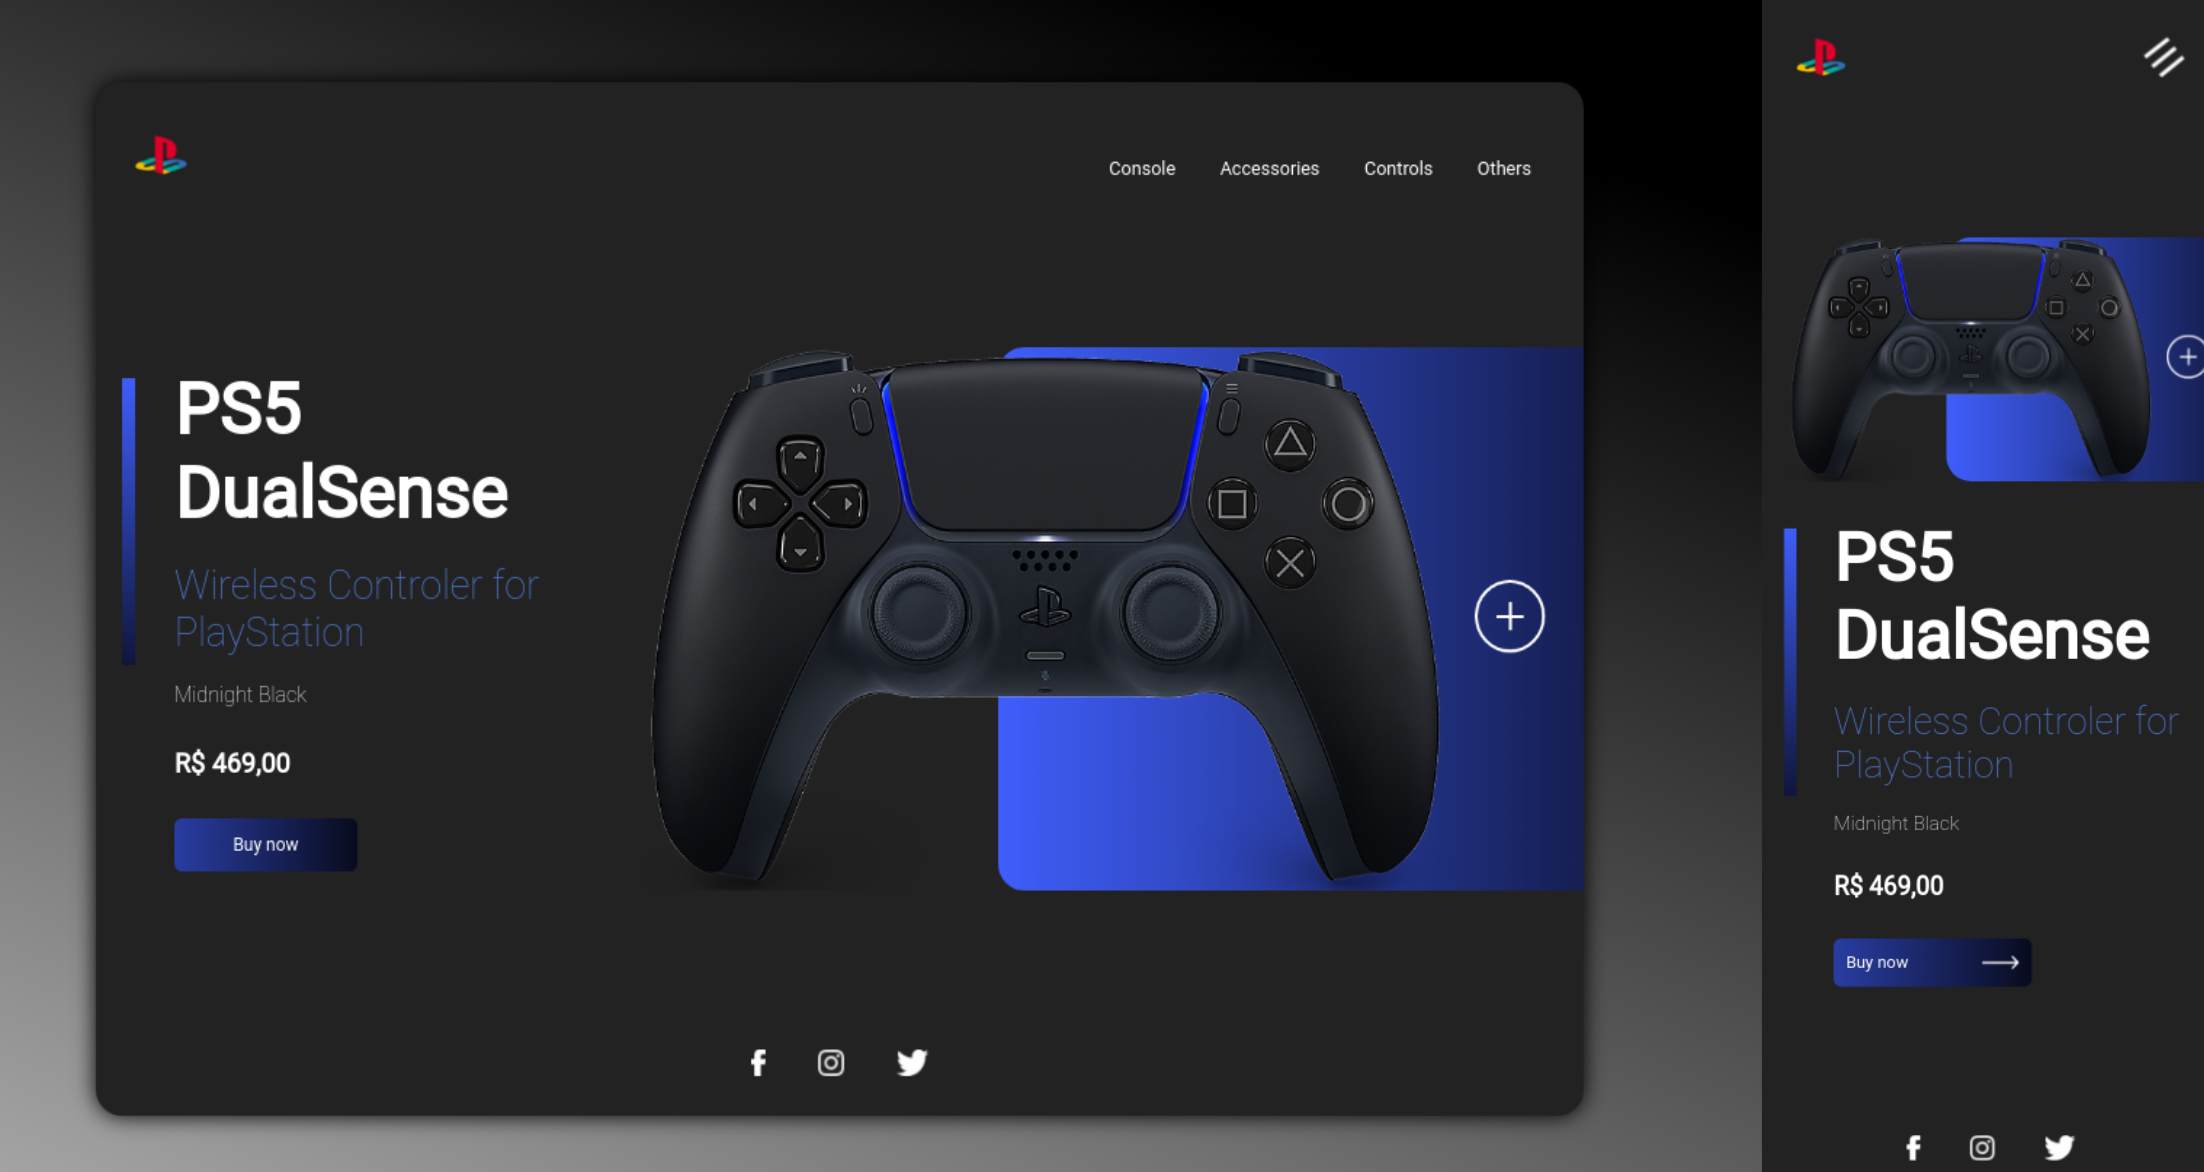 Console Accessories Controls Others
PS5
DualSense
Wireless Controler for
PlayStation
Midnight Black
R$ 469,00
Buy now
PS5
DualSense
Wireless Controler for
PlayStation
Midnight Black
R$ 469,00
Buy now